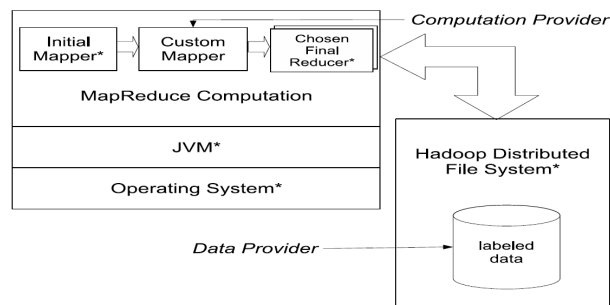 Computation Provider
Initial
Mapper*
Custom
Mapper
Chosen
Final
Reducer*
MapReduce Computation
JVM*
Operating System*
Hadoop Distributed
File System*
Data Provider
labeled
data